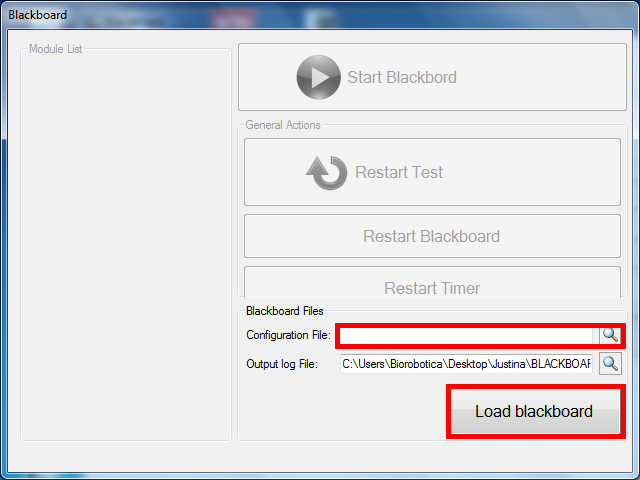 Blackboard
Module List
Start Blackbord
General Actions
Restart Test
Restart Blackboard
Restart Timer
Blackboard Files
Configuration File:
Output log File: C:\Users\Biorobotica\Desktop\Justina\BLACKBOAR
Load blackboard